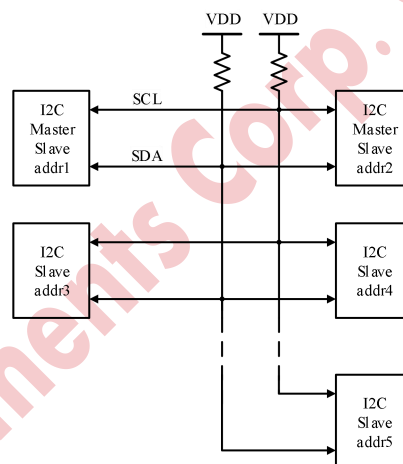 VDD VDD
I2C
Master
Slave
addr1
SCL
SDA
I2C
Master
Slave
addr2
I2C
Slave
addr3
I2C
Slave
addr4
I2C
Slave
addr5
ments Corp.